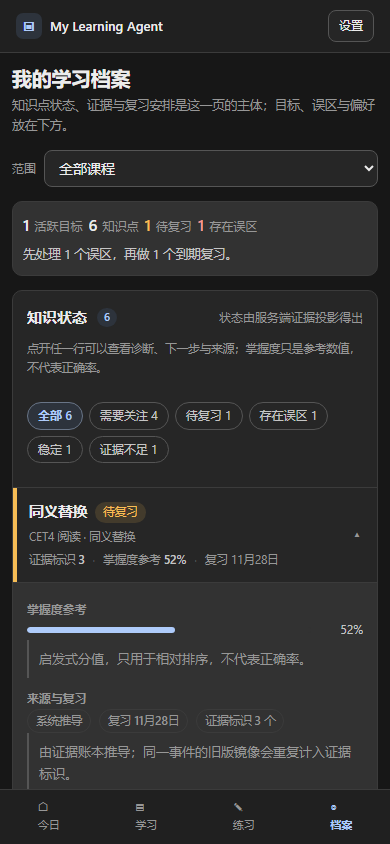 My Learning Agent
设置
我的学习档案
知识点状态、证据与复习安排是这一页的主体；目标、误区与偏好
放在下方。
范围
全部课程
1 活跃目标 6 知识点 1 待复习 1 存在误区
先处理 1 个误区，再做 1 个到期复习。
知识状态 6
状态由服务端证据投影得出
点开任一行可以查看诊断、下一步与来源；掌握度只是参考数值，
不代表正确率。
全部 6 需要关注 4 待复习 1 存在误区 1
稳定 1 证据不足 1
同义替换 待复习
CET4 阅读 · 同义替换
证据标识 3 · 掌握度参考 52% · 复习 11月28日
掌握度参考
52%
启发式分值，只用于相对排序，不代表正确率。
来源与复习
系统推导 复习 11月28日 证据标识 3 个
由证据账本推导；同一事件的旧版镜像会重复计入证据
标识。
今日 学习 练习 档案